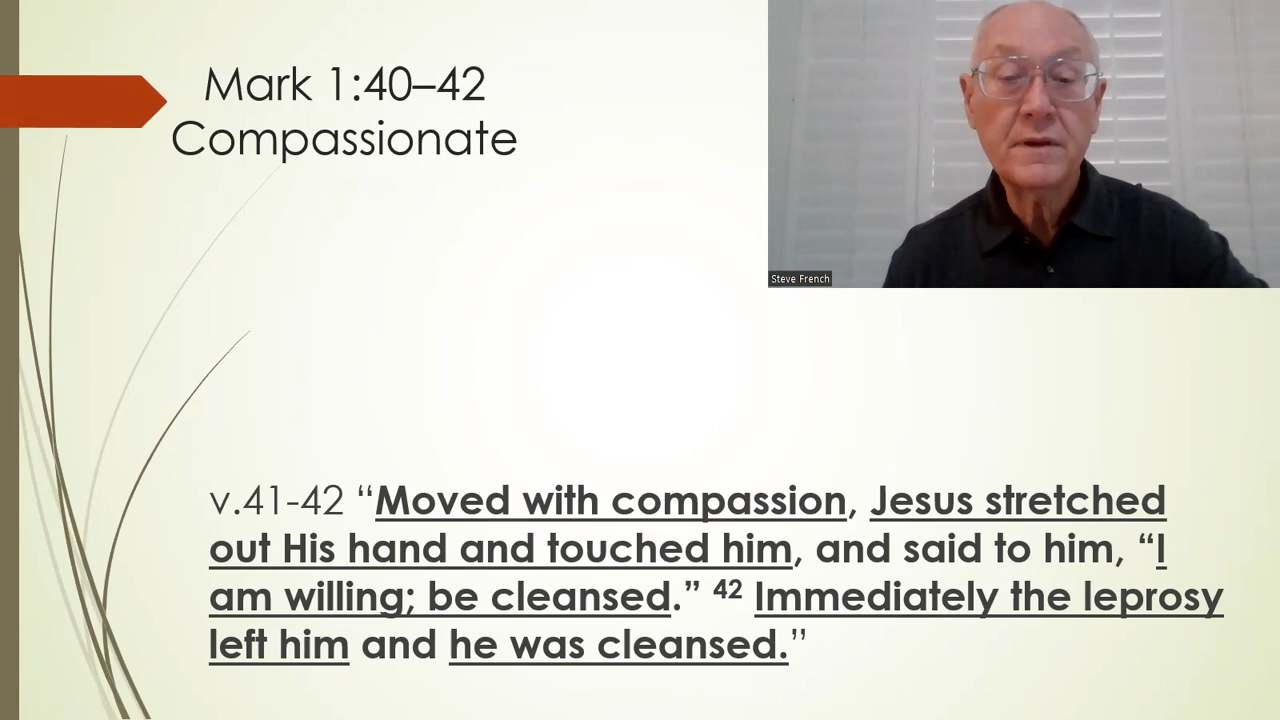 Mark 1:40–42
Compassionate
Steve French
v.41-42 “Moved with compassion, Jesus stretched
out His hand and touched him, and said to him, “I
am willing; be cleansed.” 42 Immediately the leprosy
left him and he was cleansed.”